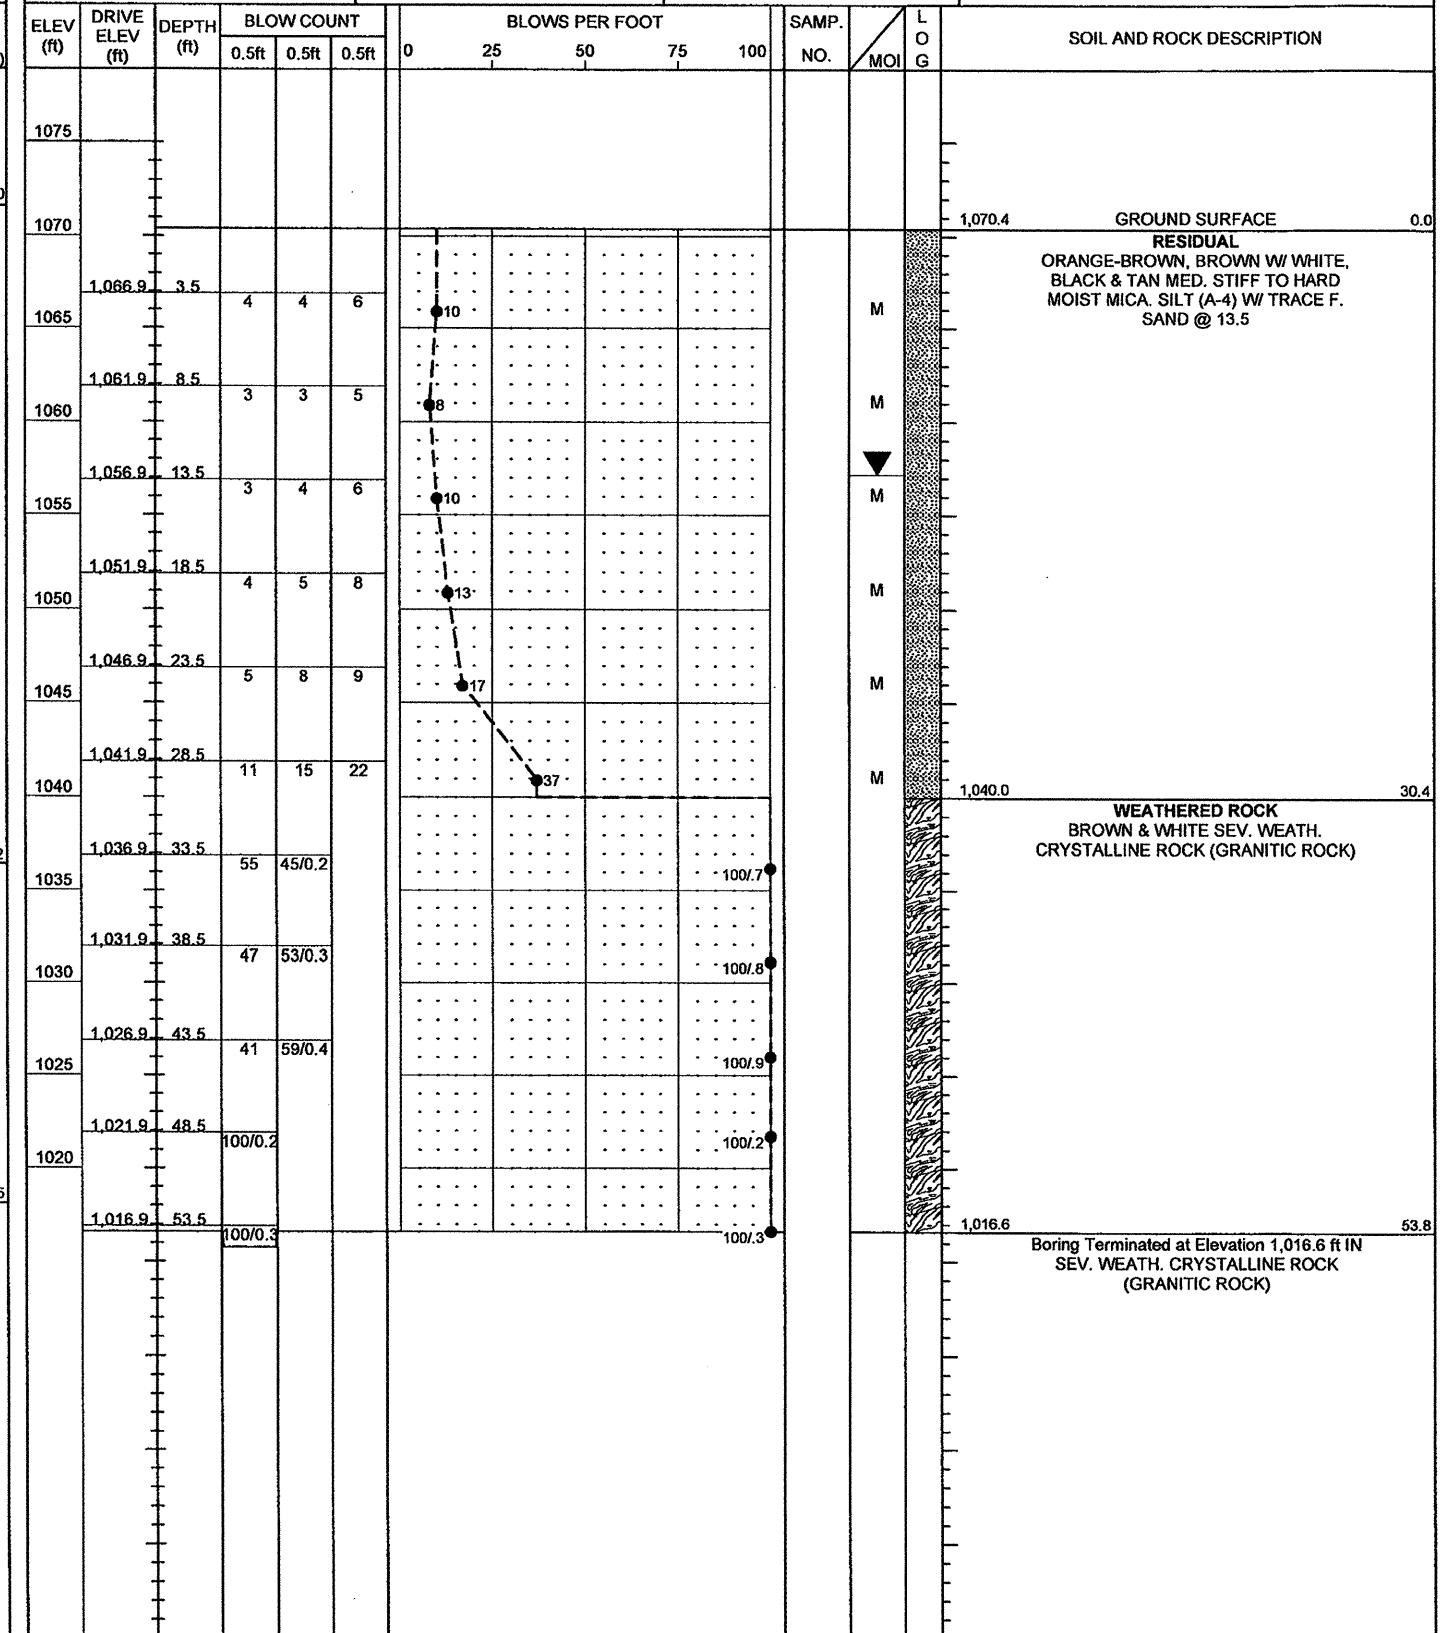 ELEV (ft) DRIVE ELEV (ft) DEPTH (ft) BLOW COUNT BLOWS PER FOOT SAMP. NO. MOI LOG SOIL AND ROCK DESCRIPTION
0.5ft 0.5ft 0.5ft 0 25 50 75 100
1075
1070 1,070.4 GROUND SURFACE 0.0
RESIDUAL
ORANGE-BROWN, BROWN W/ WHITE,
BLACK & TAN MED. STIFF TO HARD
MOIST MICA. SILT (A-4) W/ TRACE F.
SAND @ 13.5
1,066.9 3.5
4 4 6 10 M
1065
1,061.9 8.5
3 3 5 8 M
1060
1,056.9 13.5
3 4 6 10 M
1055
1,051.9 18.5
4 5 8 13 M
1050
1,046.9 23.5
5 8 9 17 M
1045
1,041.9 28.5
11 15 22 37 M
1040 1,040.0 30.4
WEATHERED ROCK
BROWN & WHITE SEV. WEATH.
CRYSTALLINE ROCK (GRANITIC ROCK)
1,036.9 33.5
55 45/0.2 100/.7
1035
1,031.9 38.5
47 53/0.3 100/.8
1030
1,026.9 43.5
41 59/0.4 100/.9
1025
1,021.9 48.5
100/0.2 100/.2
1020
1,016.9 53.5 1,016.6 53.8
100/0.3 100/.3
Boring Terminated at Elevation 1,016.6 ft IN
SEV. WEATH. CRYSTALLINE ROCK
(GRANITIC ROCK)